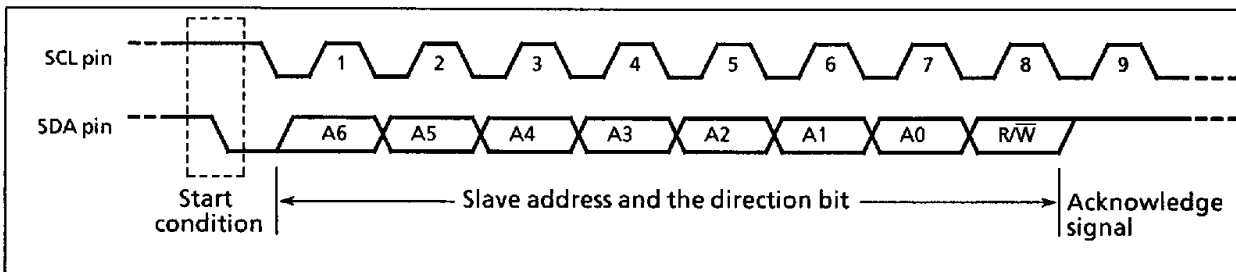 SCL pin 1 2 3 4 5 6 7 8 9
SDA pin A6 A5 A4 A3 A2 A1 A0 R/W̅
Start condition
Slave address and the direction bit
Acknowledge signal